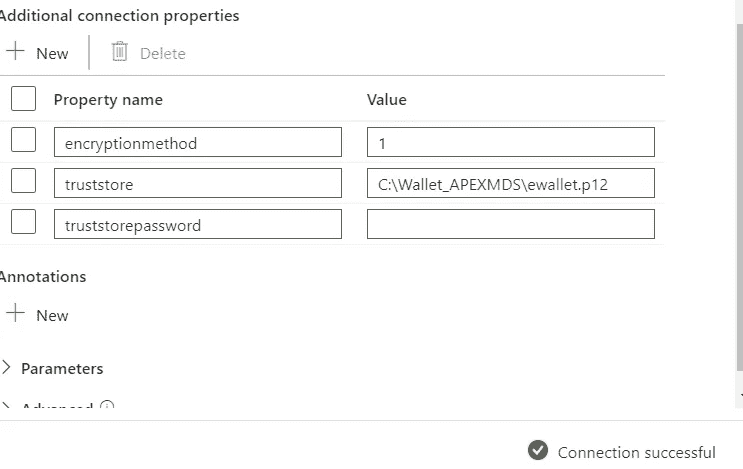 Additional connection properties
New Delete
Property name Value
encryptionmethod 1
truststore C:\Wallet_APEXMDS\ewallet.p12
truststorepassword
Annotations
New
Parameters
Advanced
Connection successful